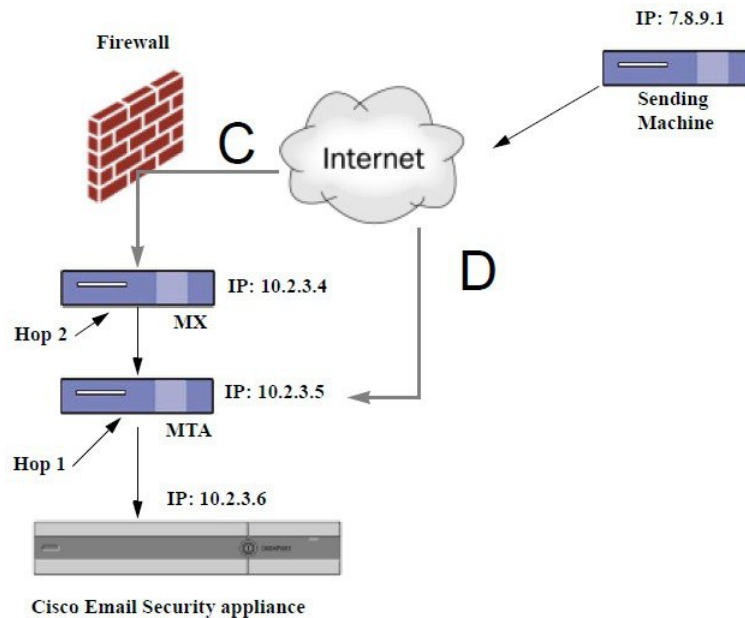 IP: 7.8.9.1
Firewall
Sending
Machine
C
Internet
D
IP: 10.2.3.4
MX
Hop 2
IP: 10.2.3.5
MTA
Hop 1
IP: 10.2.3.6
Cisco Email Security appliance